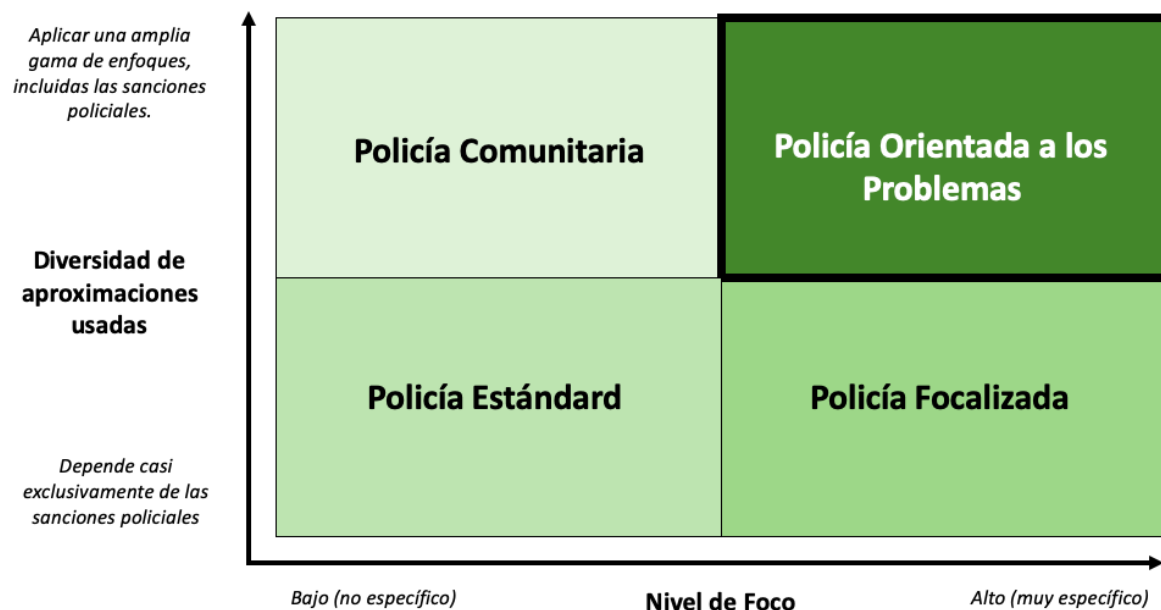 Aplicar una amplia
gama de enfoques,
incluidas las sanciones
policiales.
Policía Comunitaria
Policía Orientada a los
Problemas
Diversidad de
aproximaciones
usadas
Policía Estándard
Policía Focalizada
Depende casi
exclusivamente de las
sanciones policiales
Bajo (no específico)
Nivel de Foco
Alto (muy específico)